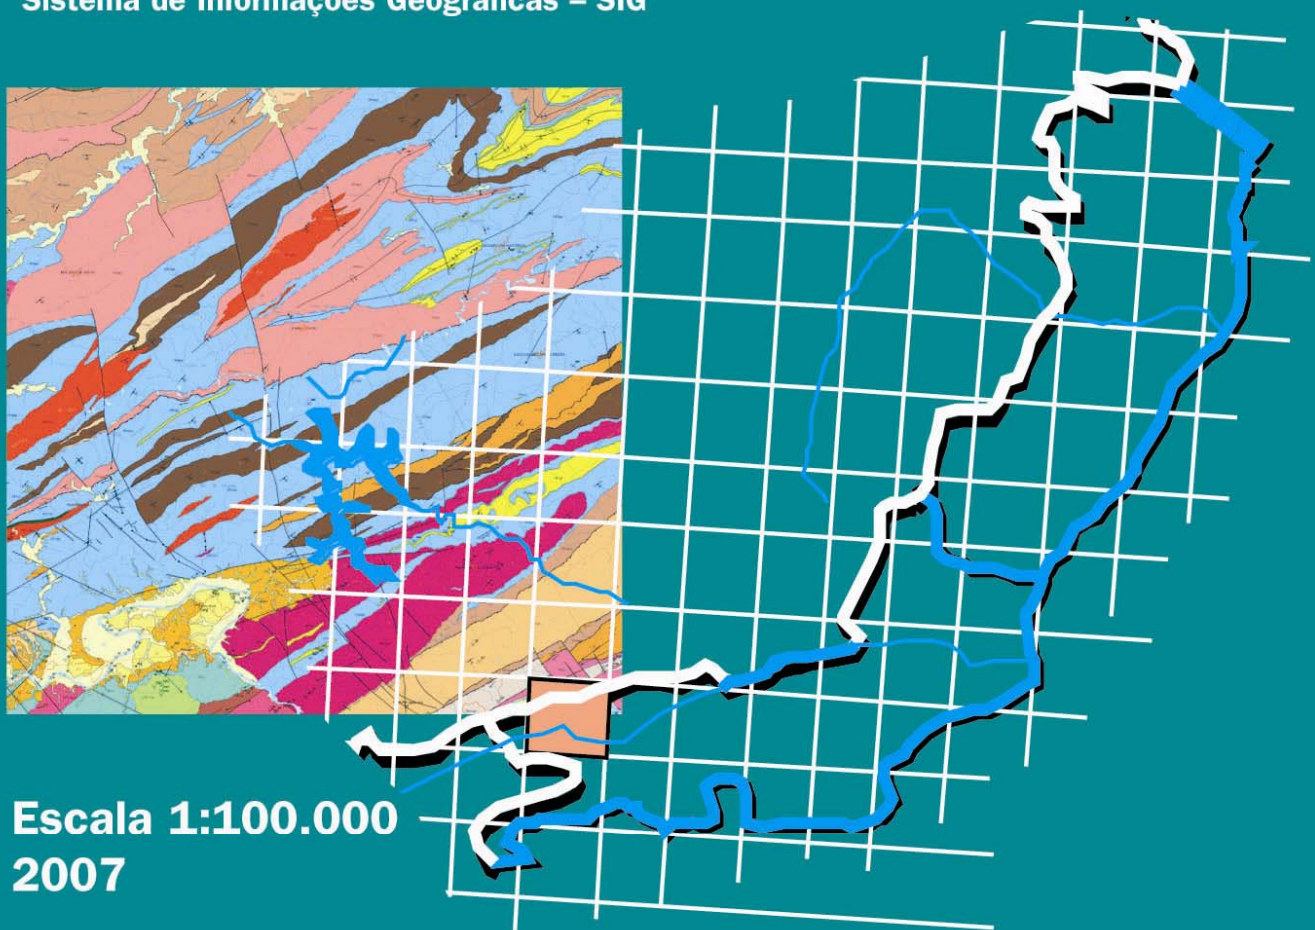 Sistema de Informações Geográficas – SIG
Escala 1:100.000
2007